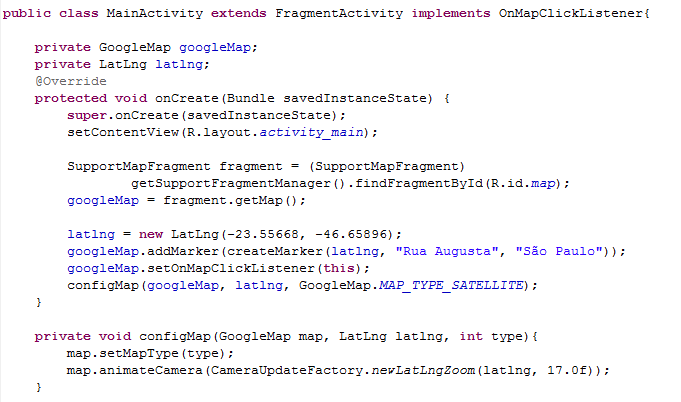 public class MainActivity extends FragmentActivity implements OnMapClickListener{
private GoogleMap googleMap;
private LatLng latlng;
@Override
protected void onCreate(Bundle savedInstanceState) {
super.onCreate(savedInstanceState);
setContentView(R.layout.activity_main);
SupportMapFragment fragment = (SupportMapFragment)
getSupportFragmentManager().findFragmentById(R.id.map);
googleMap = fragment.getMap();
latlng = new LatLng(-23.55668, -46.65896);
googleMap.addMarker(createMarker(latlng, "Rua Augusta", "São Paulo"));
googleMap.setOnMapClickListener(this);
configMap(googleMap, latlng, GoogleMap.MAP_TYPE_SATELLITE);
}
private void configMap(GoogleMap map, LatLng latlng, int type){
map.setMapType(type);
map.animateCamera(CameraUpdateFactory.newLatLngZoom(latlng, 17.0f));
}